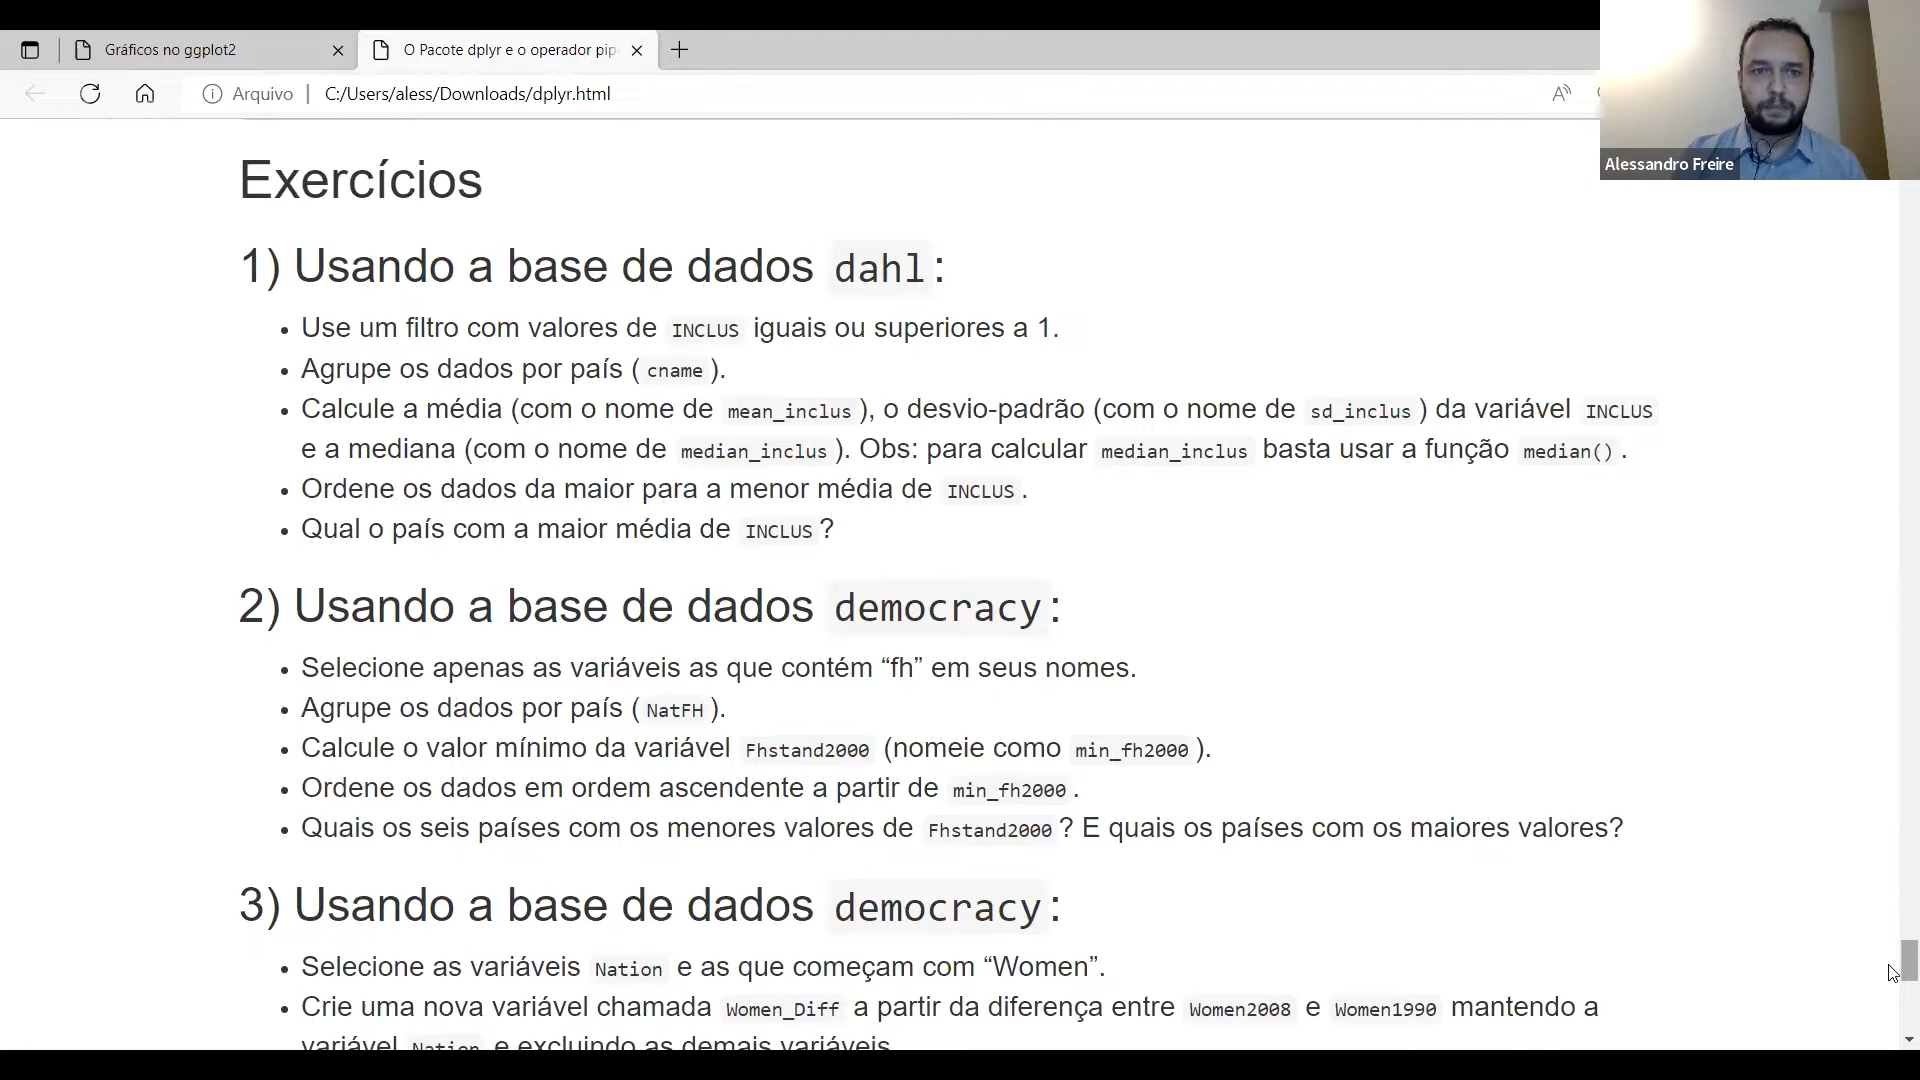 Gráficos no ggplot2
O Pacote dplyr e o operador pip
Arquivo
C:/Users/aless/Downloads/dplyr.html
Alessandro Freire
Exercícios
1) Usando a base de dados dahl:
• Use um filtro com valores de INCLUS iguais ou superiores a 1.
• Agrupe os dados por país ( cname ).
• Calcule a média (com o nome de mean_inclus ), o desvio-padrão (com o nome de sd_inclus ) da variável INCLUS
e a mediana (com o nome de median_inclus ). Obs: para calcular median_inclus basta usar a função median() .
• Ordene os dados da maior para a menor média de INCLUS .
• Qual o país com a maior média de INCLUS ?
2) Usando a base de dados democracy:
• Selecione apenas as variáveis as que contém “fh” em seus nomes.
• Agrupe os dados por país ( NatFH ).
• Calcule o valor mínimo da variável Fhstand2000 (nomeie como min_fh2000 ).
• Ordene os dados em ordem ascendente a partir de min_fh2000 .
• Quais os seis países com os menores valores de Fhstand2000 ? E quais os países com os maiores valores?
3) Usando a base de dados democracy:
• Selecione as variáveis Nation e as que começam com “Women”.
• Crie uma nova variável chamada Women_Diff a partir da diferença entre Women2008 e Women1990 mantendo a
variável Nation e excluindo as demais variáveis